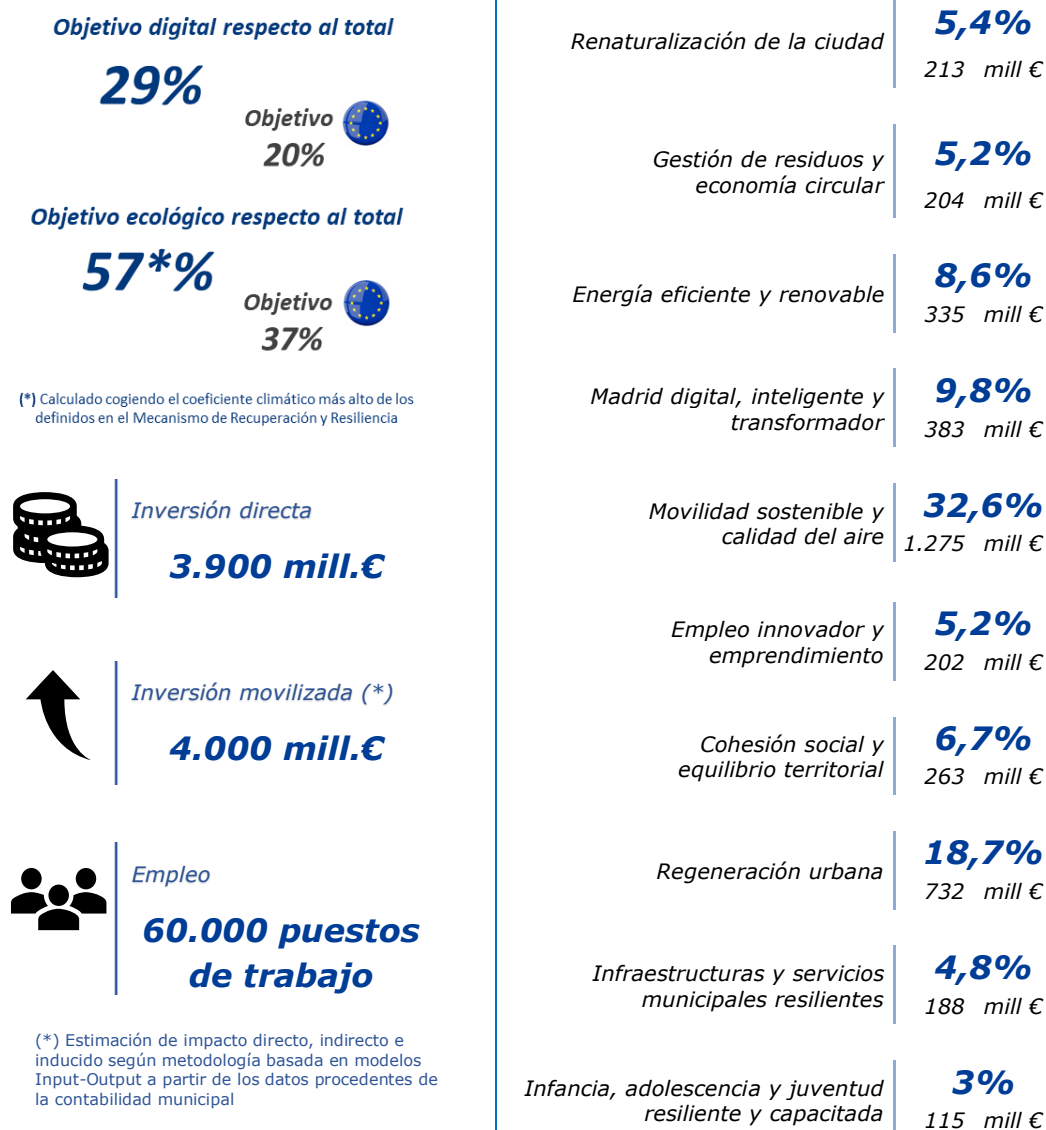 Objetivo digital respecto al total
29%
Objetivo
20%
Objetivo ecológico respecto al total
57*%
Objetivo
37%
(*) Calculado cogiendo el coeficiente climático más alto de los
definidos en el Mecanismo de Recuperación y Resiliencia
Inversión directa
3.900 mill.€
Inversión movilizada (*)
4.000 mill.€
Empleo
60.000 puestos
de trabajo
(*) Estimación de impacto directo, indirecto e
inducido según metodología basada en modelos
Input-Output a partir de los datos procedentes de
la contabilidad municipal
Renaturalización de la ciudad
5,4%
213 mill €
Gestión de residuos y
economía circular
5,2%
204 mill €
Energía eficiente y renovable
8,6%
335 mill €
Madrid digital, inteligente y
transformador
9,8%
383 mill €
Movilidad sostenible y
calidad del aire
32,6%
1.275 mill €
Empleo innovador y
emprendimiento
5,2%
202 mill €
Cohesión social y
equilibrio territorial
6,7%
263 mill €
Regeneración urbana
18,7%
732 mill €
Infraestructuras y servicios
municipales resilientes
4,8%
188 mill €
Infancia, adolescencia y juventud
resiliente y capacitada
3%
115 mill €